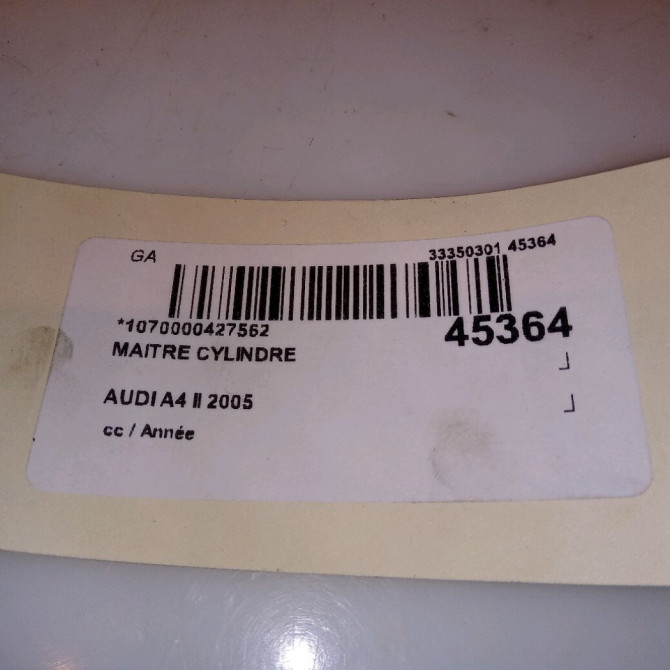 GA 33350301 45364
*1070000427562 45364
MAITRE CYLINDRE
AUDI A4 II 2005
cc / Année